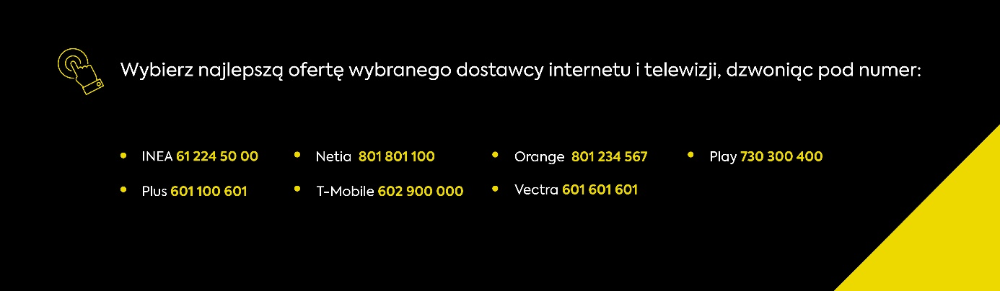 Wybierz najlepszą ofertę wybranego dostawcy internetu i telewizji, dzwoniąc pod numer:
• INEA 61 224 50 00 • Netia 801 801 100 • Orange 801 234 567 • Play 730 300 400
• Plus 601 100 601 • T-Mobile 602 900 000 • Vectra 601 601 601